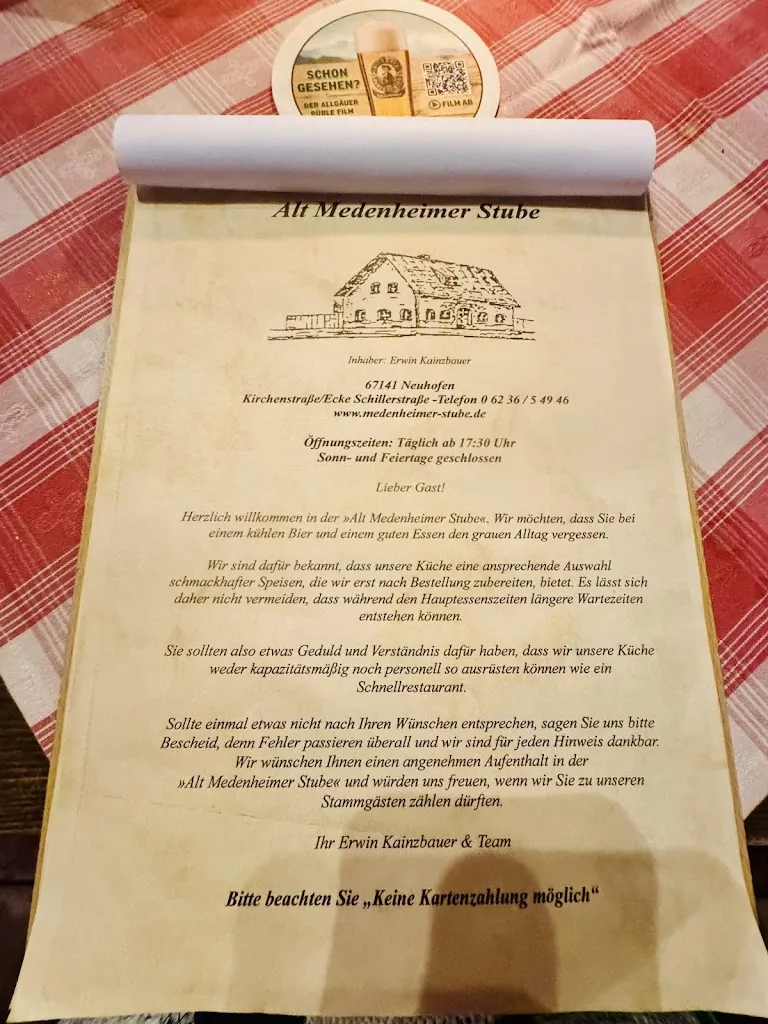 SCHON
GESEHEN?
DER ALLGÄUER
BÜBLE FILM
FILM AB
Alt Medenheimer Stube
Inhaber: Erwin Kainzbauer
67141 Neuhofen
Kirchenstraße/Ecke Schillerstraße -Telefon 0 62 36 / 5 49 46
www.medenheimer-stube.de
Öffnungszeiten: Täglich ab 17:30 Uhr
Sonn- und Feiertage geschlossen
Lieber Gast!
Herzlich willkommen in der »Alt Medenheimer Stube«. Wir möchten, dass Sie bei
einem kühlen Bier und einem guten Essen den grauen Alltag vergessen.
Wir sind dafür bekannt, dass unsere Küche eine ansprechende Auswahl
schmackhafter Speisen, die wir erst nach Bestellung zubereiten, bietet. Es lässt sich
daher nicht vermeiden, dass während den Hauptessenszeiten längere Wartezeiten
entstehen können.
Sie sollten also etwas Geduld und Verständnis dafür haben, dass wir unsere Küche
weder kapazitätsmäßig noch personell so ausrüsten können wie ein
Schnellrestaurant.
Sollte einmal etwas nicht nach Ihren Wünschen entsprechen, sagen Sie uns bitte
Bescheid, denn Fehler passieren überall und wir sind für jeden Hinweis dankbar.
Wir wünschen Ihnen einen angenehmen Aufenthalt in der
»Alt Medenheimer Stube« und würden uns freuen, wenn wir Sie zu unseren
Stammgästen zählen dürften.
Ihr Erwin Kainzbauer & Team
Bitte beachten Sie „Keine Kartenzahlung möglich“